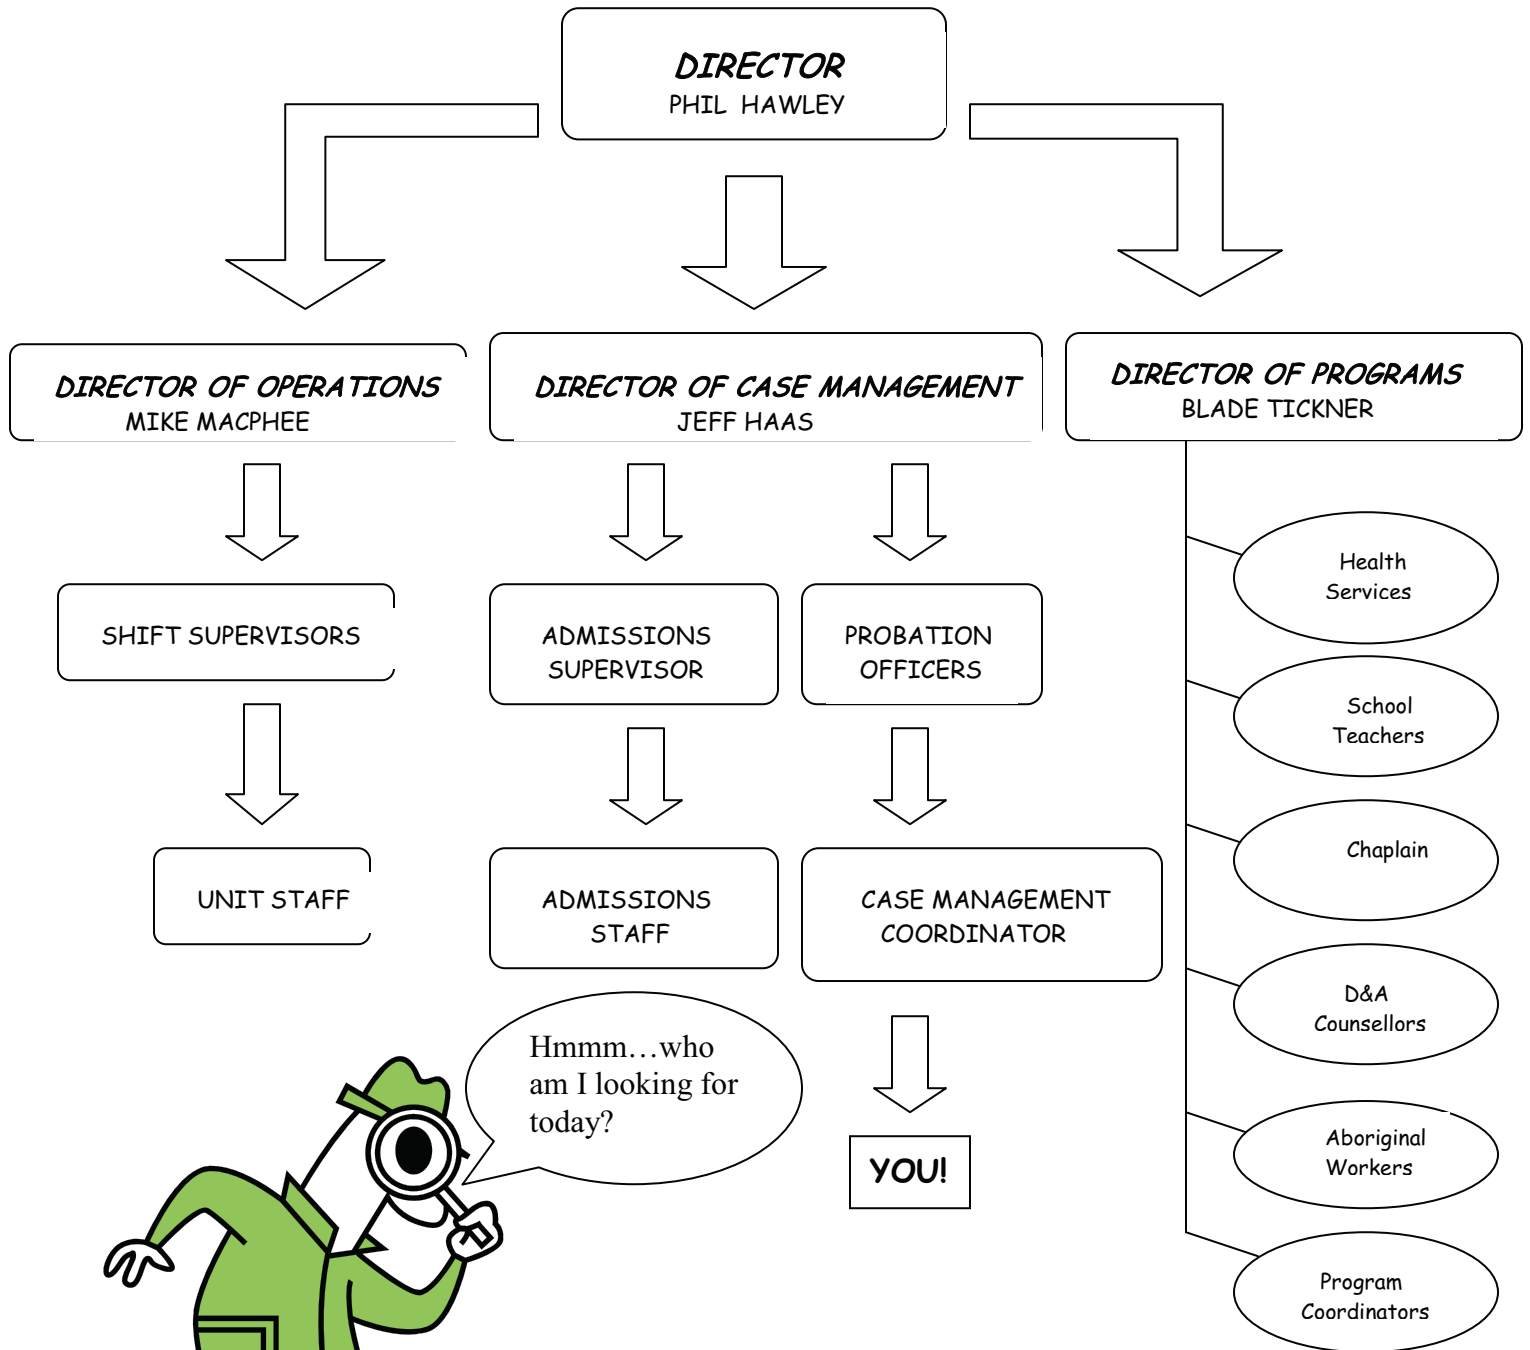 DIRECTOR
PHIL HAWLEY
DIRECTOR OF OPERATIONS
MIKE MACPHEE
DIRECTOR OF CASE MANAGEMENT
JEFF HAAS
DIRECTOR OF PROGRAMS
BLADE TICKNER
SHIFT SUPERVISORS
ADMISSIONS
SUPERVISOR
PROBATION
OFFICERS
UNIT STAFF
ADMISSIONS
STAFF
CASE MANAGEMENT
COORDINATOR
YOU!
Health
Services
School
Teachers
Chaplain
D&A
Counsellors
Aboriginal
Workers
Program
Coordinators
Hmmm…who
am I looking for
today?